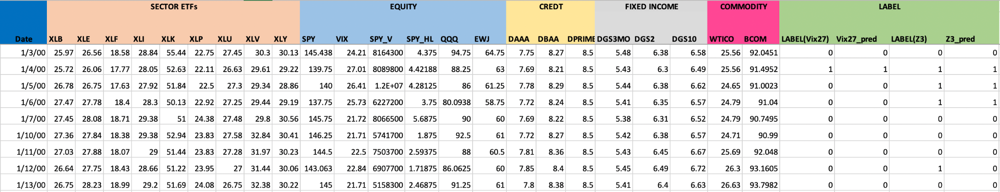 SECTOR ETFs EQUITY CREDT FIXED INCOME COMMODITY LABEL
Date XLB XLE XLF XLI XLK XLP XLU XLV XLY SPY VIX SPY_V SPY_HL QQQ EWJ DAAA DBAA DPRIME DGS3MO DGS2 DGS10 WTICO BCOM LABEL(Vix27) Vix27_pred LABEL(Z3) Z3_pred
1/3/00 25.97 26.56 18.58 28.84 55.44 22.75 27.45 30.3 30.13 145.438 24.21 8164300 4.375 94.75 64.75 7.75 8.27 8.5 5.48 6.38 6.58 25.56 92.0451 0 0 0 0
1/4/00 25.72 26.06 17.77 28.05 52.63 22.11 26.63 29.61 29.22 139.75 27.01 8089800 4.42188 88.25 63 7.69 8.21 8.5 5.43 6.3 6.49 25.56 91.4952 1 1 1 1
1/5/00 26.78 26.75 17.63 27.92 51.84 22.5 27.3 29.34 28.86 140 26.41 1.2E+07 4.28125 86 61.25 7.78 8.29 8.5 5.44 6.38 6.62 24.65 91.0023 0 0 1 1
1/6/00 27.47 27.78 18.4 28.3 50.13 22.92 27.25 29.44 29.19 137.75 25.73 6227200 3.75 80.0938 58.75 7.72 8.24 8.5 5.41 6.35 6.57 24.79 91.04 0 0 1 1
1/7/00 27.45 28.08 18.71 29.38 51 24.38 27.48 29.8 30.56 145.75 21.72 8066500 5.6875 90 60 7.69 8.22 8.5 5.38 6.31 6.52 24.79 90.7495 0 0 0 0
1/10/00 27.36 27.84 18.38 29.38 52.94 23.83 27.58 32.84 30.41 146.25 21.71 5741700 1.875 92.5 61 7.72 8.27 8.5 5.42 6.38 6.57 24.71 90.99 0 0 0 0
1/11/00 27.03 27.88 18.07 29 51.44 23.83 27.28 31.97 30.23 144.5 22.5 7503700 2.59375 88 60.5 7.81 8.36 8.5 5.43 6.45 6.67 25.69 92.048 0 0 0 0
1/12/00 26.64 27.75 18.43 28.66 51.22 23.95 27 31.44 30.06 143.063 22.84 6907700 1.71875 86.0625 60 7.85 8.4 8.5 5.45 6.49 6.72 26.3 93.1605 0 0 1 0
1/13/00 26.75 28.23 18.99 29.2 51.69 24.08 26.75 32.38 30.22 145 21.71 5158300 2.46875 91.25 61 7.8 8.38 8.5 5.41 6.4 6.63 26.63 93.7982 0 0 0 0